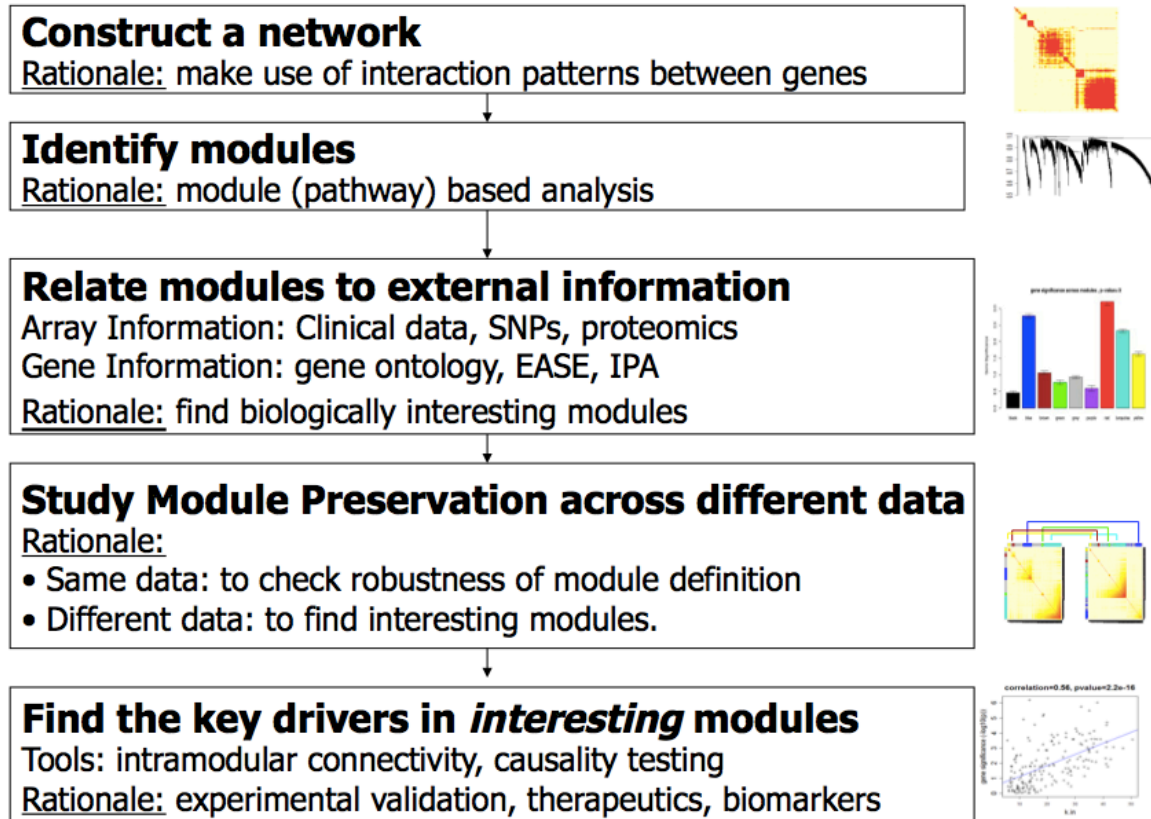 Construct a network
Rationale: make use of interaction patterns between genes
Identify modules
Rationale: module (pathway) based analysis
Relate modules to external information
Array Information: Clinical data, SNPs, proteomics
Gene Information: gene ontology, EASE, IPA
Rationale: find biologically interesting modules
Study Module Preservation across different data
Rationale:
• Same data: to check robustness of module definition
• Different data: to find interesting modules.
correlation=0.56, pvalue=2.2e-16
Find the key drivers in interesting modules
Tools: intramodular connectivity, causality testing
Rationale: experimental validation, therapeutics, biomarkers